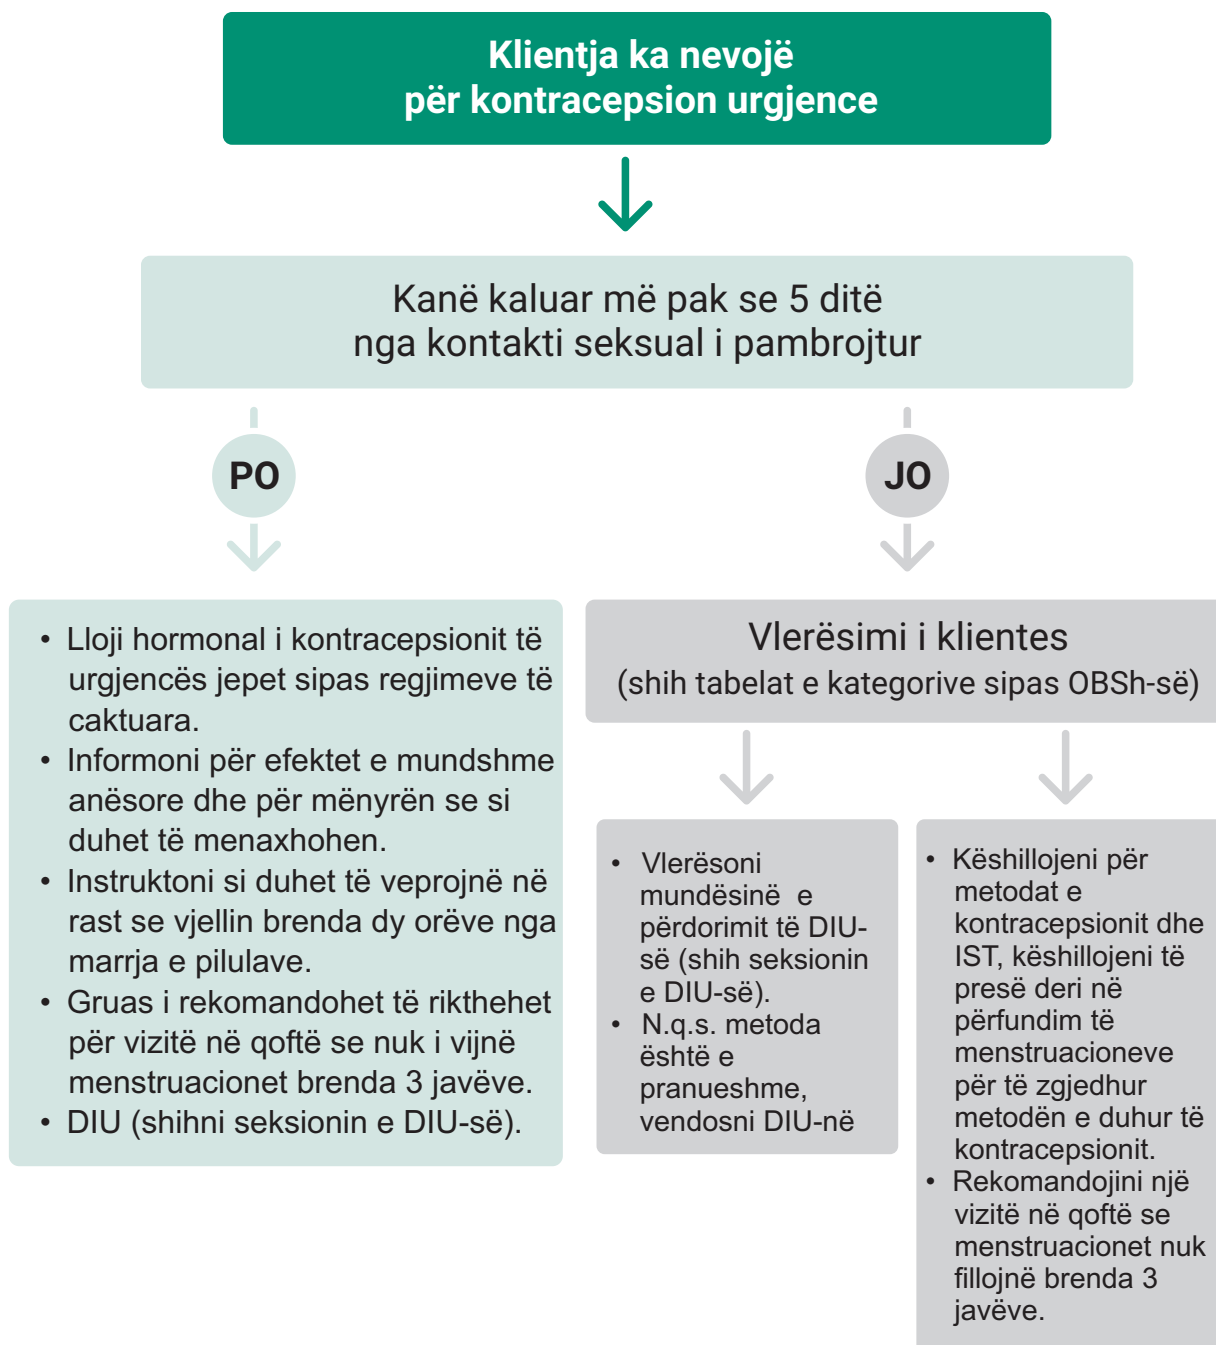 Klientja ka nevojë
për kontracepsion urgjence
Kanë kaluar më pak se 5 ditë
nga kontakti seksual i pambrojtur
PO
JO
• Lloji hormonal i kontracepsionit të
urgjencës jepet sipas regjimeve të
caktuara.
• Informoni për efektet e mundshme
anësore dhe për mënyrën se si
duhet të menaxhohen.
• Instruktoni si duhet të veprojnë në
rast se vjellin brenda dy orëve nga
marrja e pilulave.
• Gruas i rekomandohet të rikthehet
për vizitë në qoftë se nuk i vijnë
menstruacionet brenda 3 javëve.
• DIU (shihni seksionin e DIU-së).
Vlerësimi i klientes
(shih tabelat e kategorive sipas OBSh-së)
• Vlerësoni
mundësinë e
përdorimit të DIU-
së (shih seksionin
e DIU-së).
• N.q.s. metoda
është e
pranueshme,
vendosni DIU-në
• Këshillojeni për
metodat e
kontracepsionit dhe
IST, këshillojeni të
presë deri në
përfundim të
menstruacioneve
për të zgjedhur
metodën e duhur të
kontracepsionit.
• Rekomandojini një
vizitë në qoftë se
menstruacionet nuk
fillojnë brenda 3
javëve.